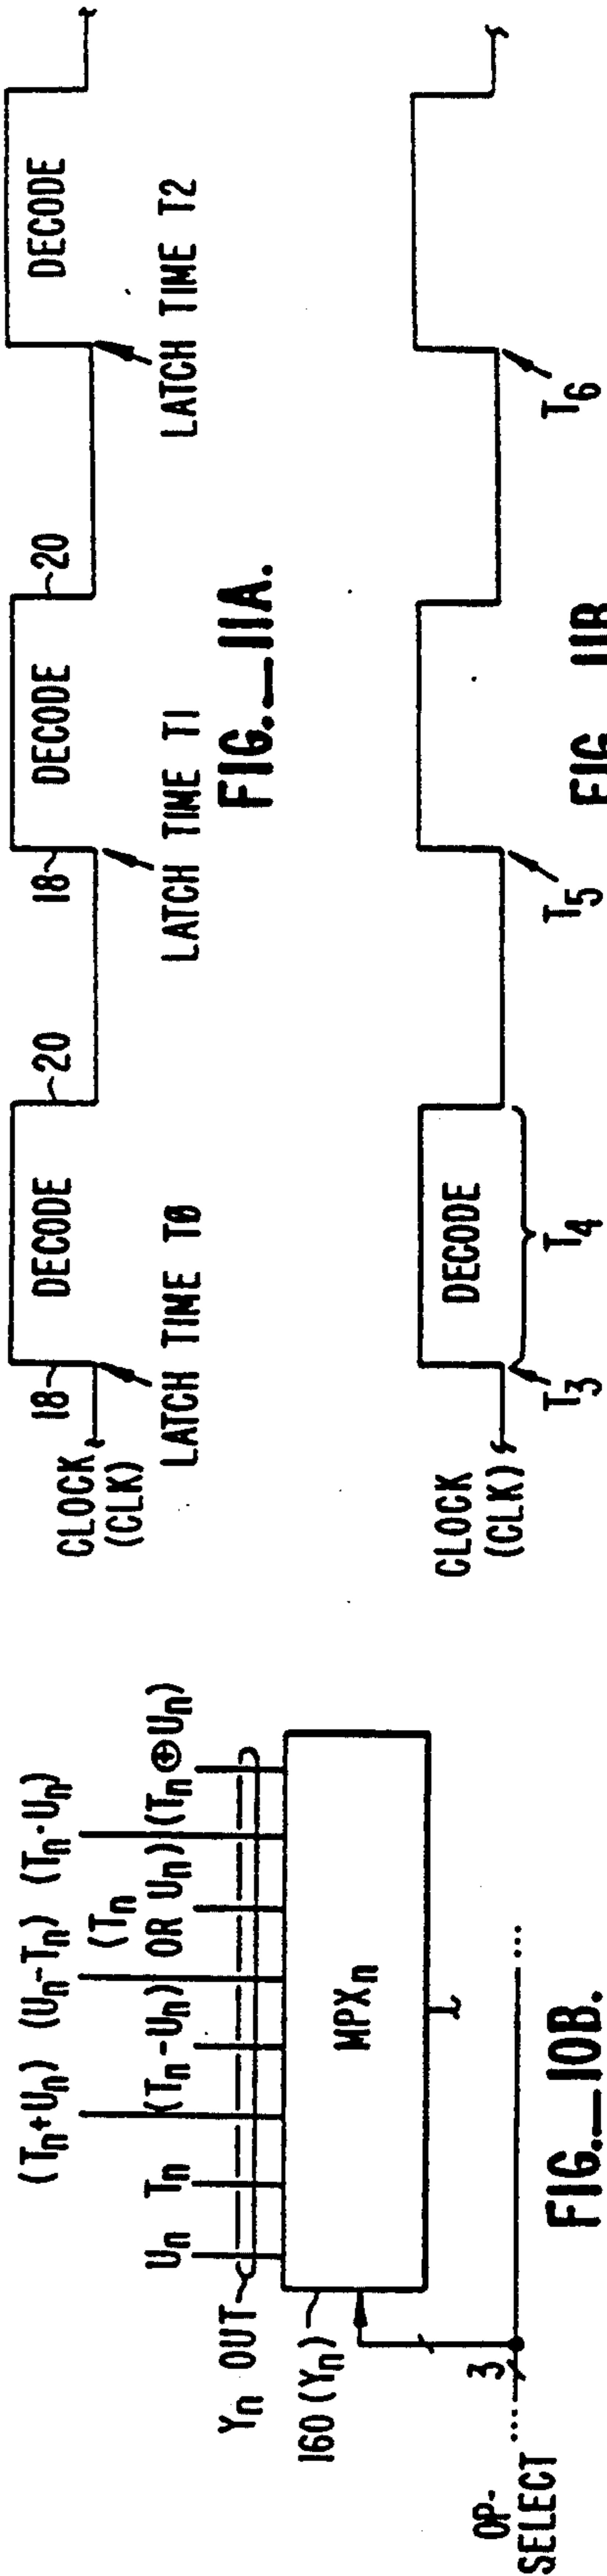 CLOCK
(CLK)
18
DECODE
20
18
DECODE
20
DECODE
LATCH TIME T0
LATCH TIME T1
LATCH TIME T2
FIG._11A.
CLOCK
(CLK)
DECODE
T3
T4
T5
T6
FIG._11B
(Tn+Un) (Un-Tn) (Tn·Un)
Un Tn (Tn-Un) (Tn OR Un) (Tn⊕Un)
Yn OUT
160 (Yn)
MPXn
OP-
SELECT
3
FIG._10B.